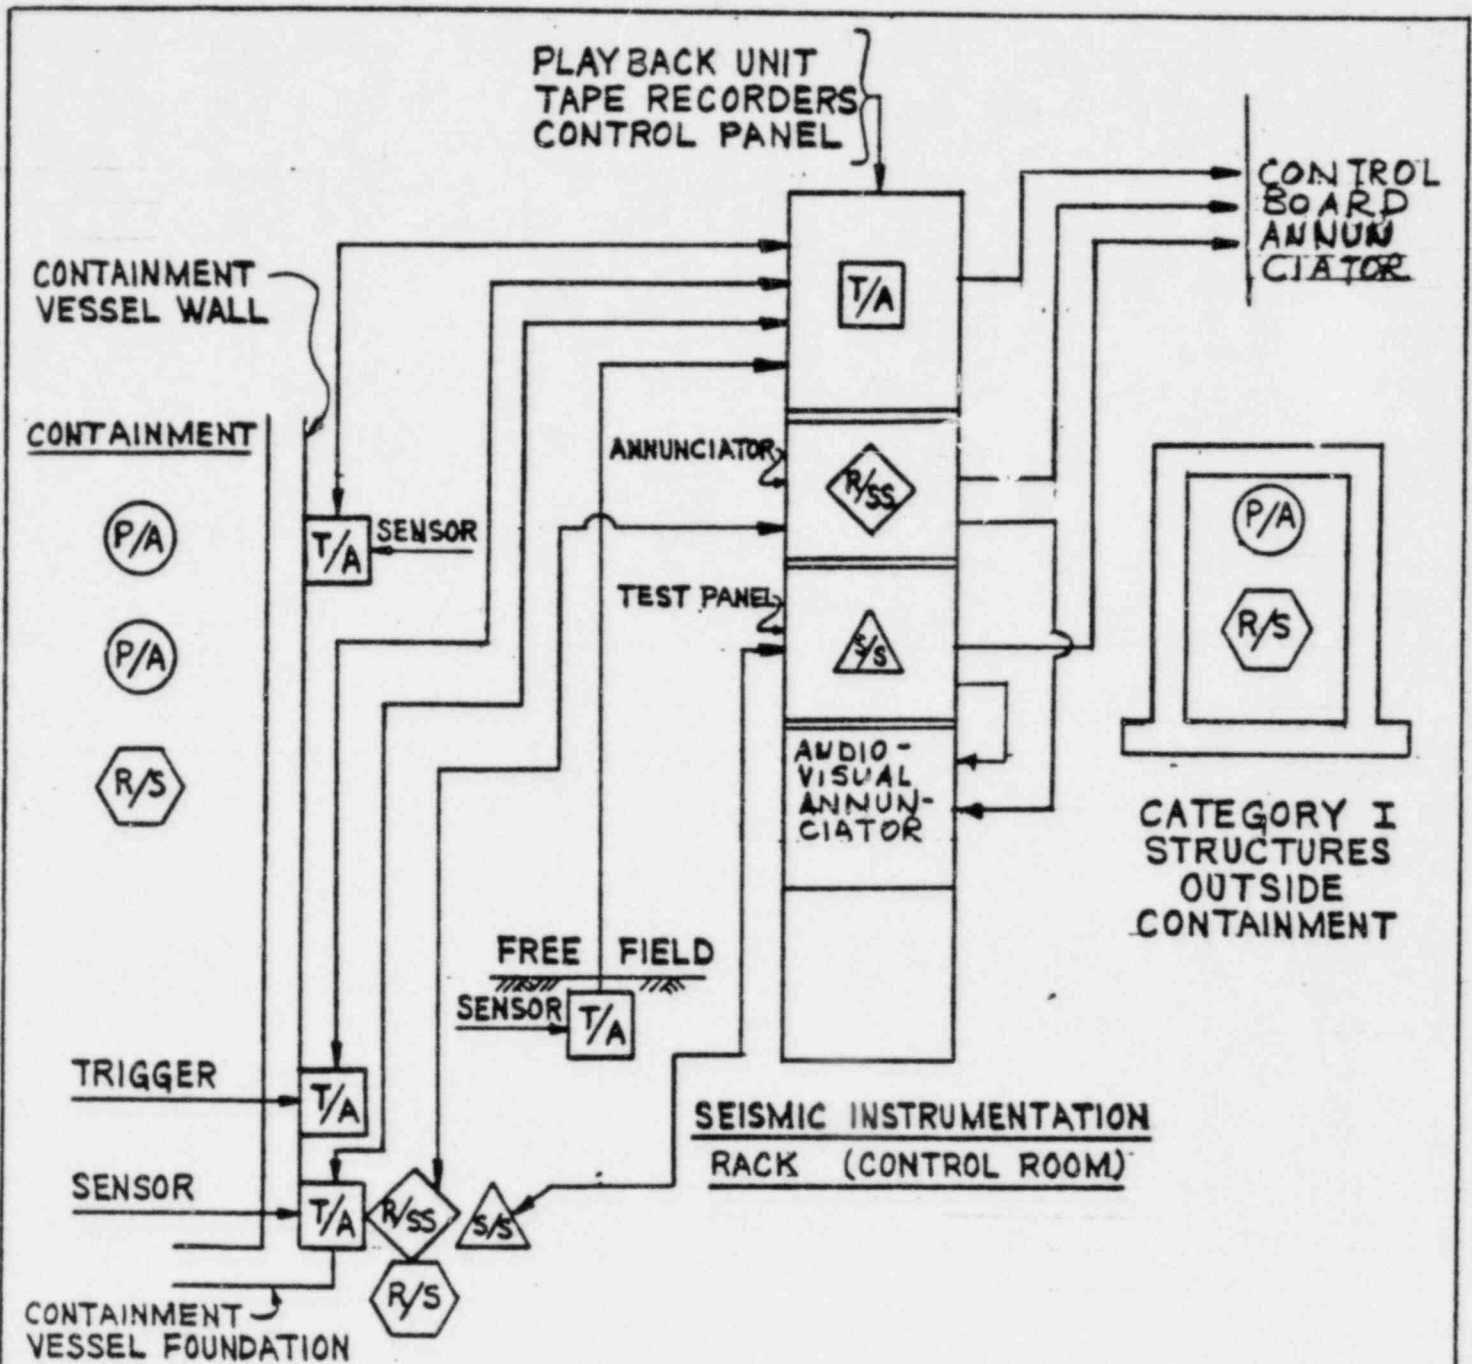 PLAYBACK UNIT
TAPE RECORDERS
CONTROL PANEL
CONTROL
BOARD
ANNUN
CIATOR
CONTAINMENT
VESSEL WALL
T/A
CONTAINMENT
ANNUNCIATOR
R/SS
P/A
T/A
SENSOR
P/A
TEST PANEL
S/S
R/S
P/A
R/S
AUDIO-
VISUAL
ANNUN-
CIATOR
CATEGORY I
STRUCTURES
OUTSIDE
CONTAINMENT
FREE FIELD
SENSOR
T/A
TRIGGER
T/A
SEISMIC INSTRUMENTATION
RACK (CONTROL ROOM)
SENSOR
T/A
R/SS
S/S
R/S
CONTAINMENT
VESSEL FOUNDATION